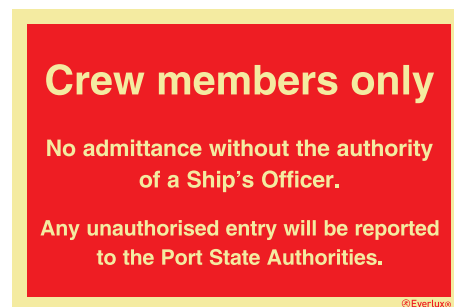 Crew members only
No admittance without the authority
of a Ship's Officer.
Any unauthorised entry will be reported
to the Port State Authorities.
Everlux®